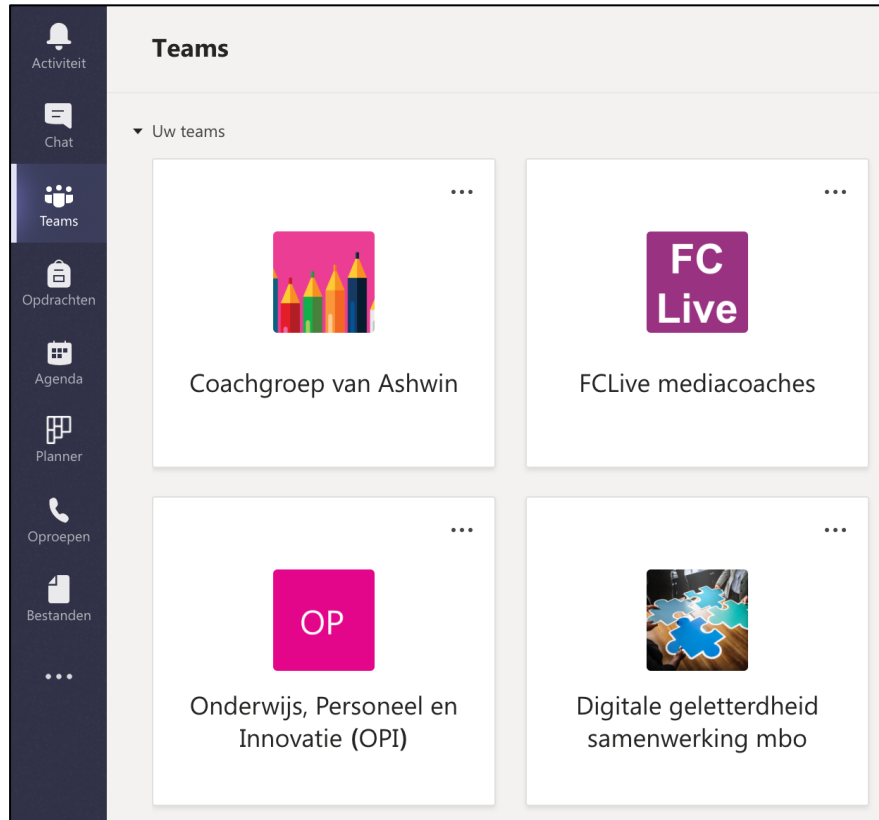 Activiteit
Chat
Teams
Opdrachten
Agenda
Planner
Oproepen
Bestanden
Teams
Uw teams
Coachgroep van Ashwin
FC
Live
FCLive mediacoaches
OP
Onderwijs, Personeel en
Innovatie (OPI)
Digitale geletterdheid
samenwerking mbo